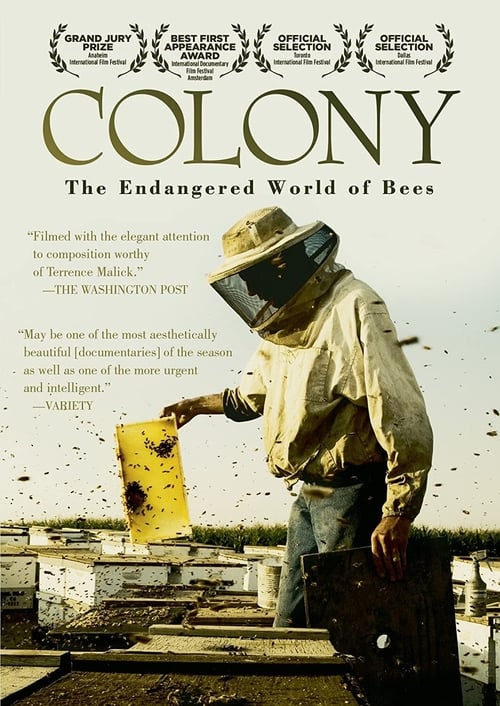 GRAND JURY
PRIZE
Anaheim
International Film Festival
BEST FIRST
APPEARANCE
AWARD
International Documentary
Film Festival
Amsterdam
OFFICIAL
SELECTION
Toronto
International Film Festival
OFFICIAL
SELECTION
Dallas
International Film Festival
COLONY
The Endangered World of Bees
“Filmed with the elegant attention
to composition worthy
of Terrence Malick.”
—THE WASHINGTON POST
“May be one of the most aesthetically
beautiful [documentaries] of the season
as well as one of the more urgent
and intelligent.”
—VARIETY